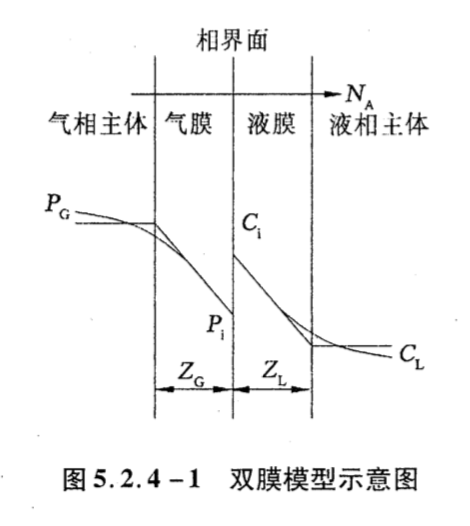 相界面
N_A
气相主体 气膜 液膜 液相主体
P_G
C_i
P_i
C_L
Z_G Z_L
图5.2.4-1 双膜模型示意图